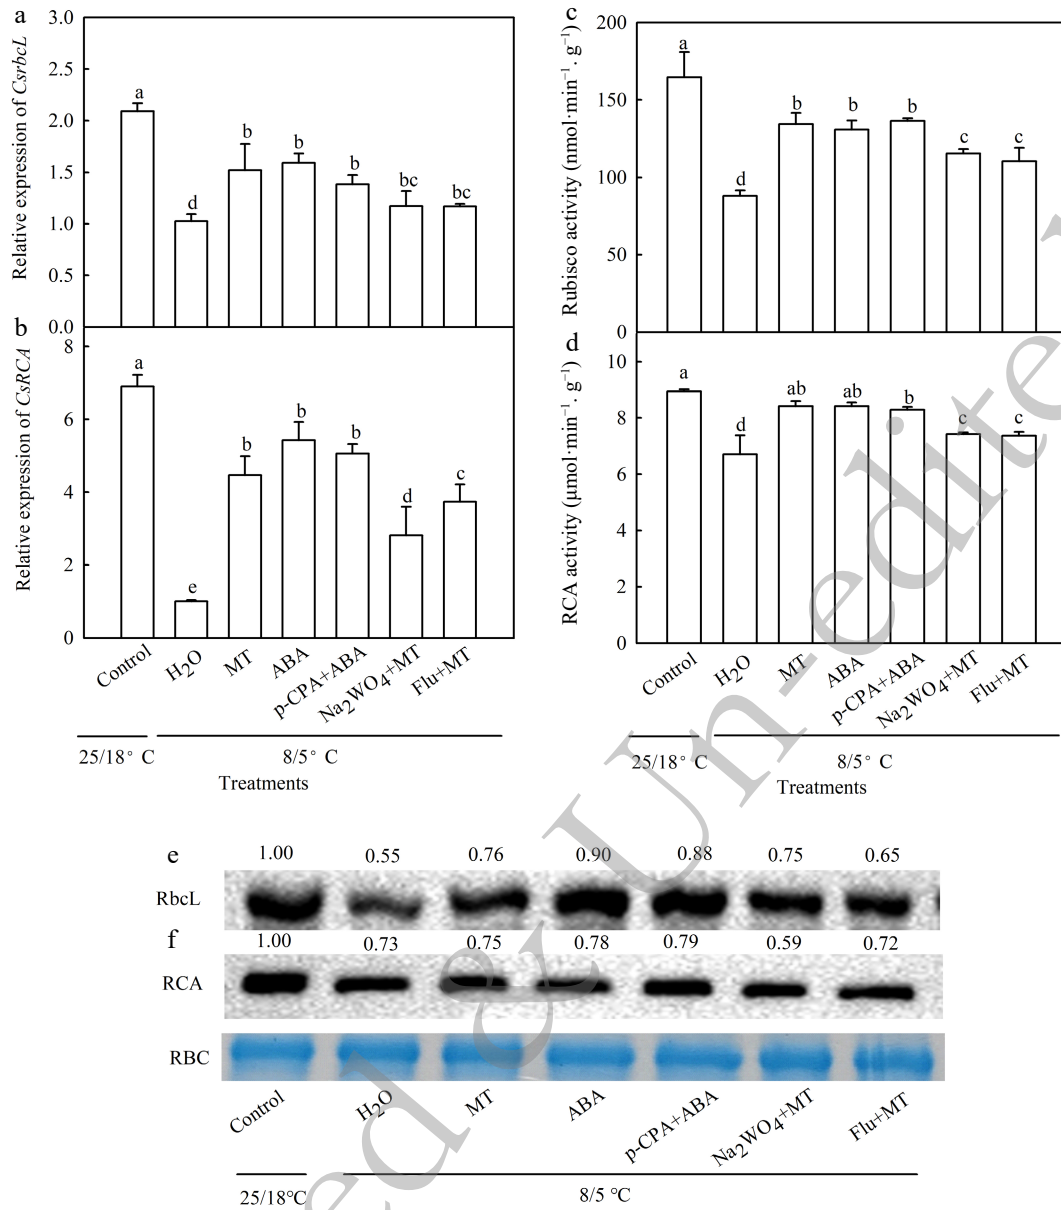 a
Relative expression of CsrbcL
3.0
2.5
2.0
1.5
1.0
0.5
0.0
a
d
b
b
b
bc
bc
b
Relative expression of CsRCA
8
6
4
2
0
a
e
b
b
b
d
c
Control
H₂O
MT
ABA
p-CPA+ABA
Na₂WO₄+MT
Flu+MT
25/18° C
8/5° C
Treatments
c
Rubisco activity (nmol·min⁻¹· g⁻¹)
200
150
100
50
0
a
d
b
b
b
c
c
d
RCA activity (μmol·min⁻¹· g⁻¹)
10
8
6
4
2
0
a
d
ab
ab
b
c
c
Control
H₂O
MT
ABA
p-CPA+ABA
Na₂WO₄+MT
Flu+MT
25/18° C
8/5° C
Treatments
e
1.00 0.55 0.76 0.90 0.88 0.75 0.65
RbcL
f
1.00 0.73 0.75 0.78 0.79 0.59 0.72
RCA
RBC
Control
H₂O
MT
ABA
p-CPA+ABA
Na₂WO₄+MT
Flu+MT
25/18℃
8/5 ℃
ed & Un-edited